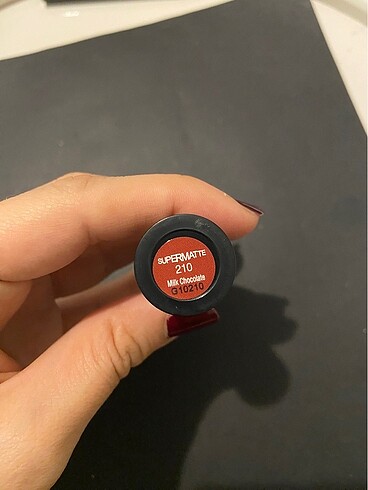 SUPERMATTE
210
Milk Chocolate
G10210